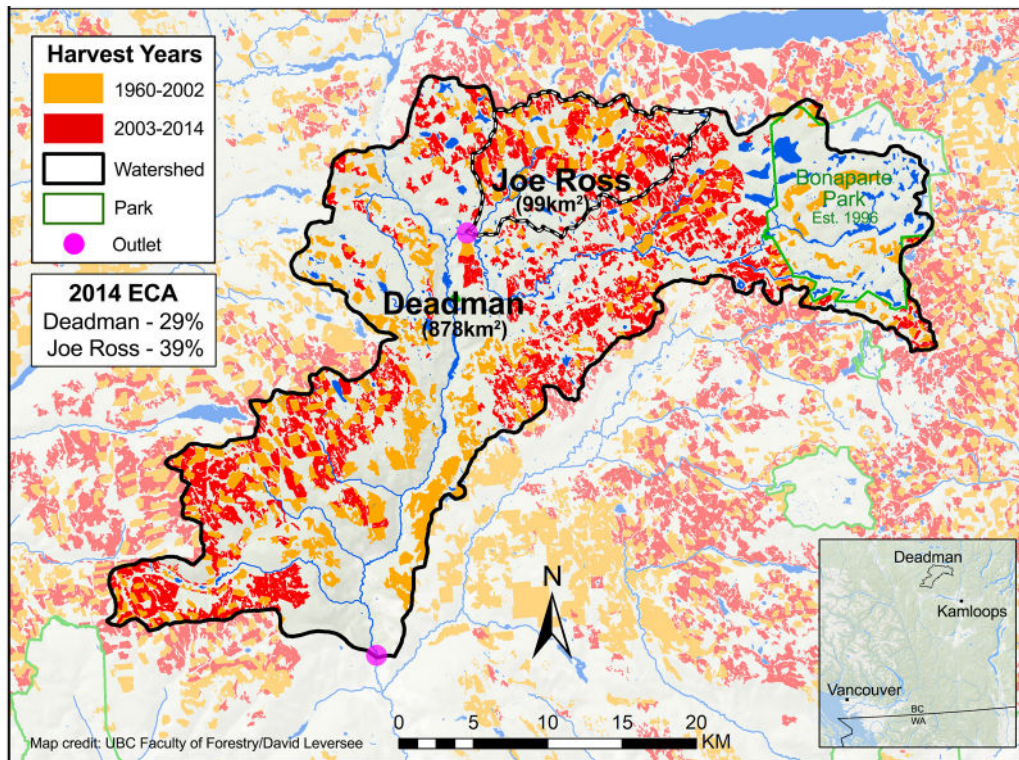 Harvest Years
1960-2002
2003-2014
Watershed
Park
Outlet
2014 ECA
Deadman - 29%
Joe Ross - 39%
Joe Ross
(99km²)
Bonaparte
Park
Est. 1996
Deadman
(878km²)
N
0 5 10 15 20
KM
Map credit: UBC Faculty of Forestry/David Leversee
Deadman
Kamloops
Vancouver
BC
WA